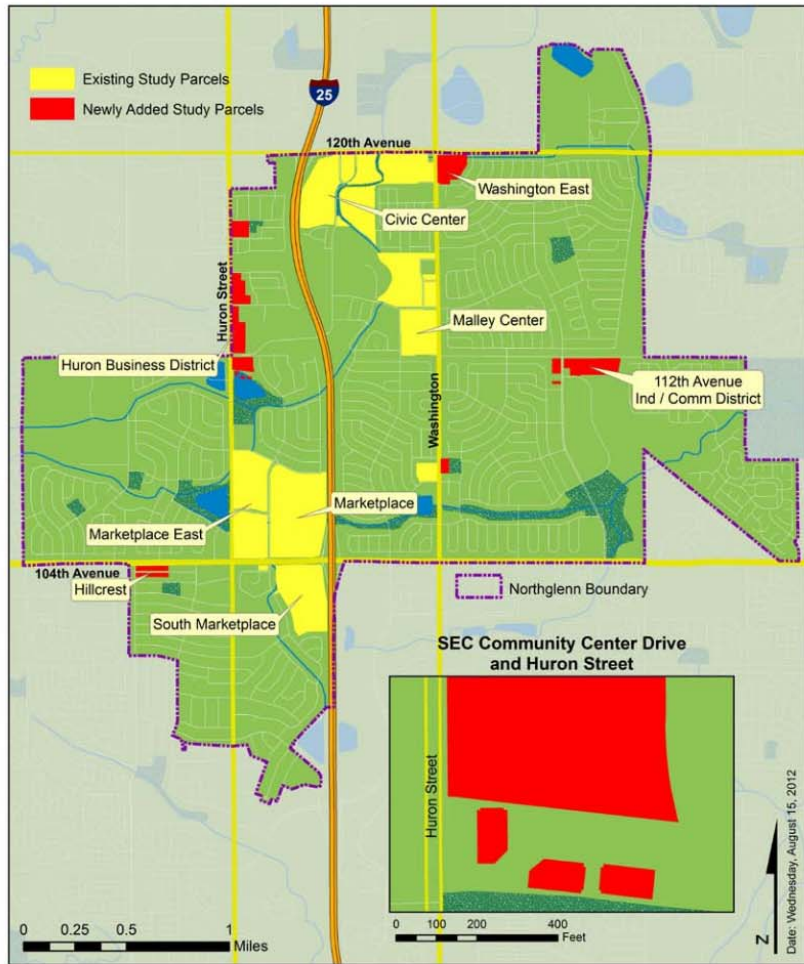 Existing Study Parcels
Newly Added Study Parcels
25
120th Avenue
Washington East
Civic Center
Huron Street
Malley Center
Huron Business District
112th Avenue
Ind / Comm District
Washington
Marketplace
Marketplace East
104th Avenue
Hillcrest
Northglenn Boundary
South Marketplace
SEC Community Center Drive
and Huron Street
Huron Street
0 0.25 0.5 1
Miles
0 100 200 400
Feet
N
Date: Wednesday, August 15, 2012